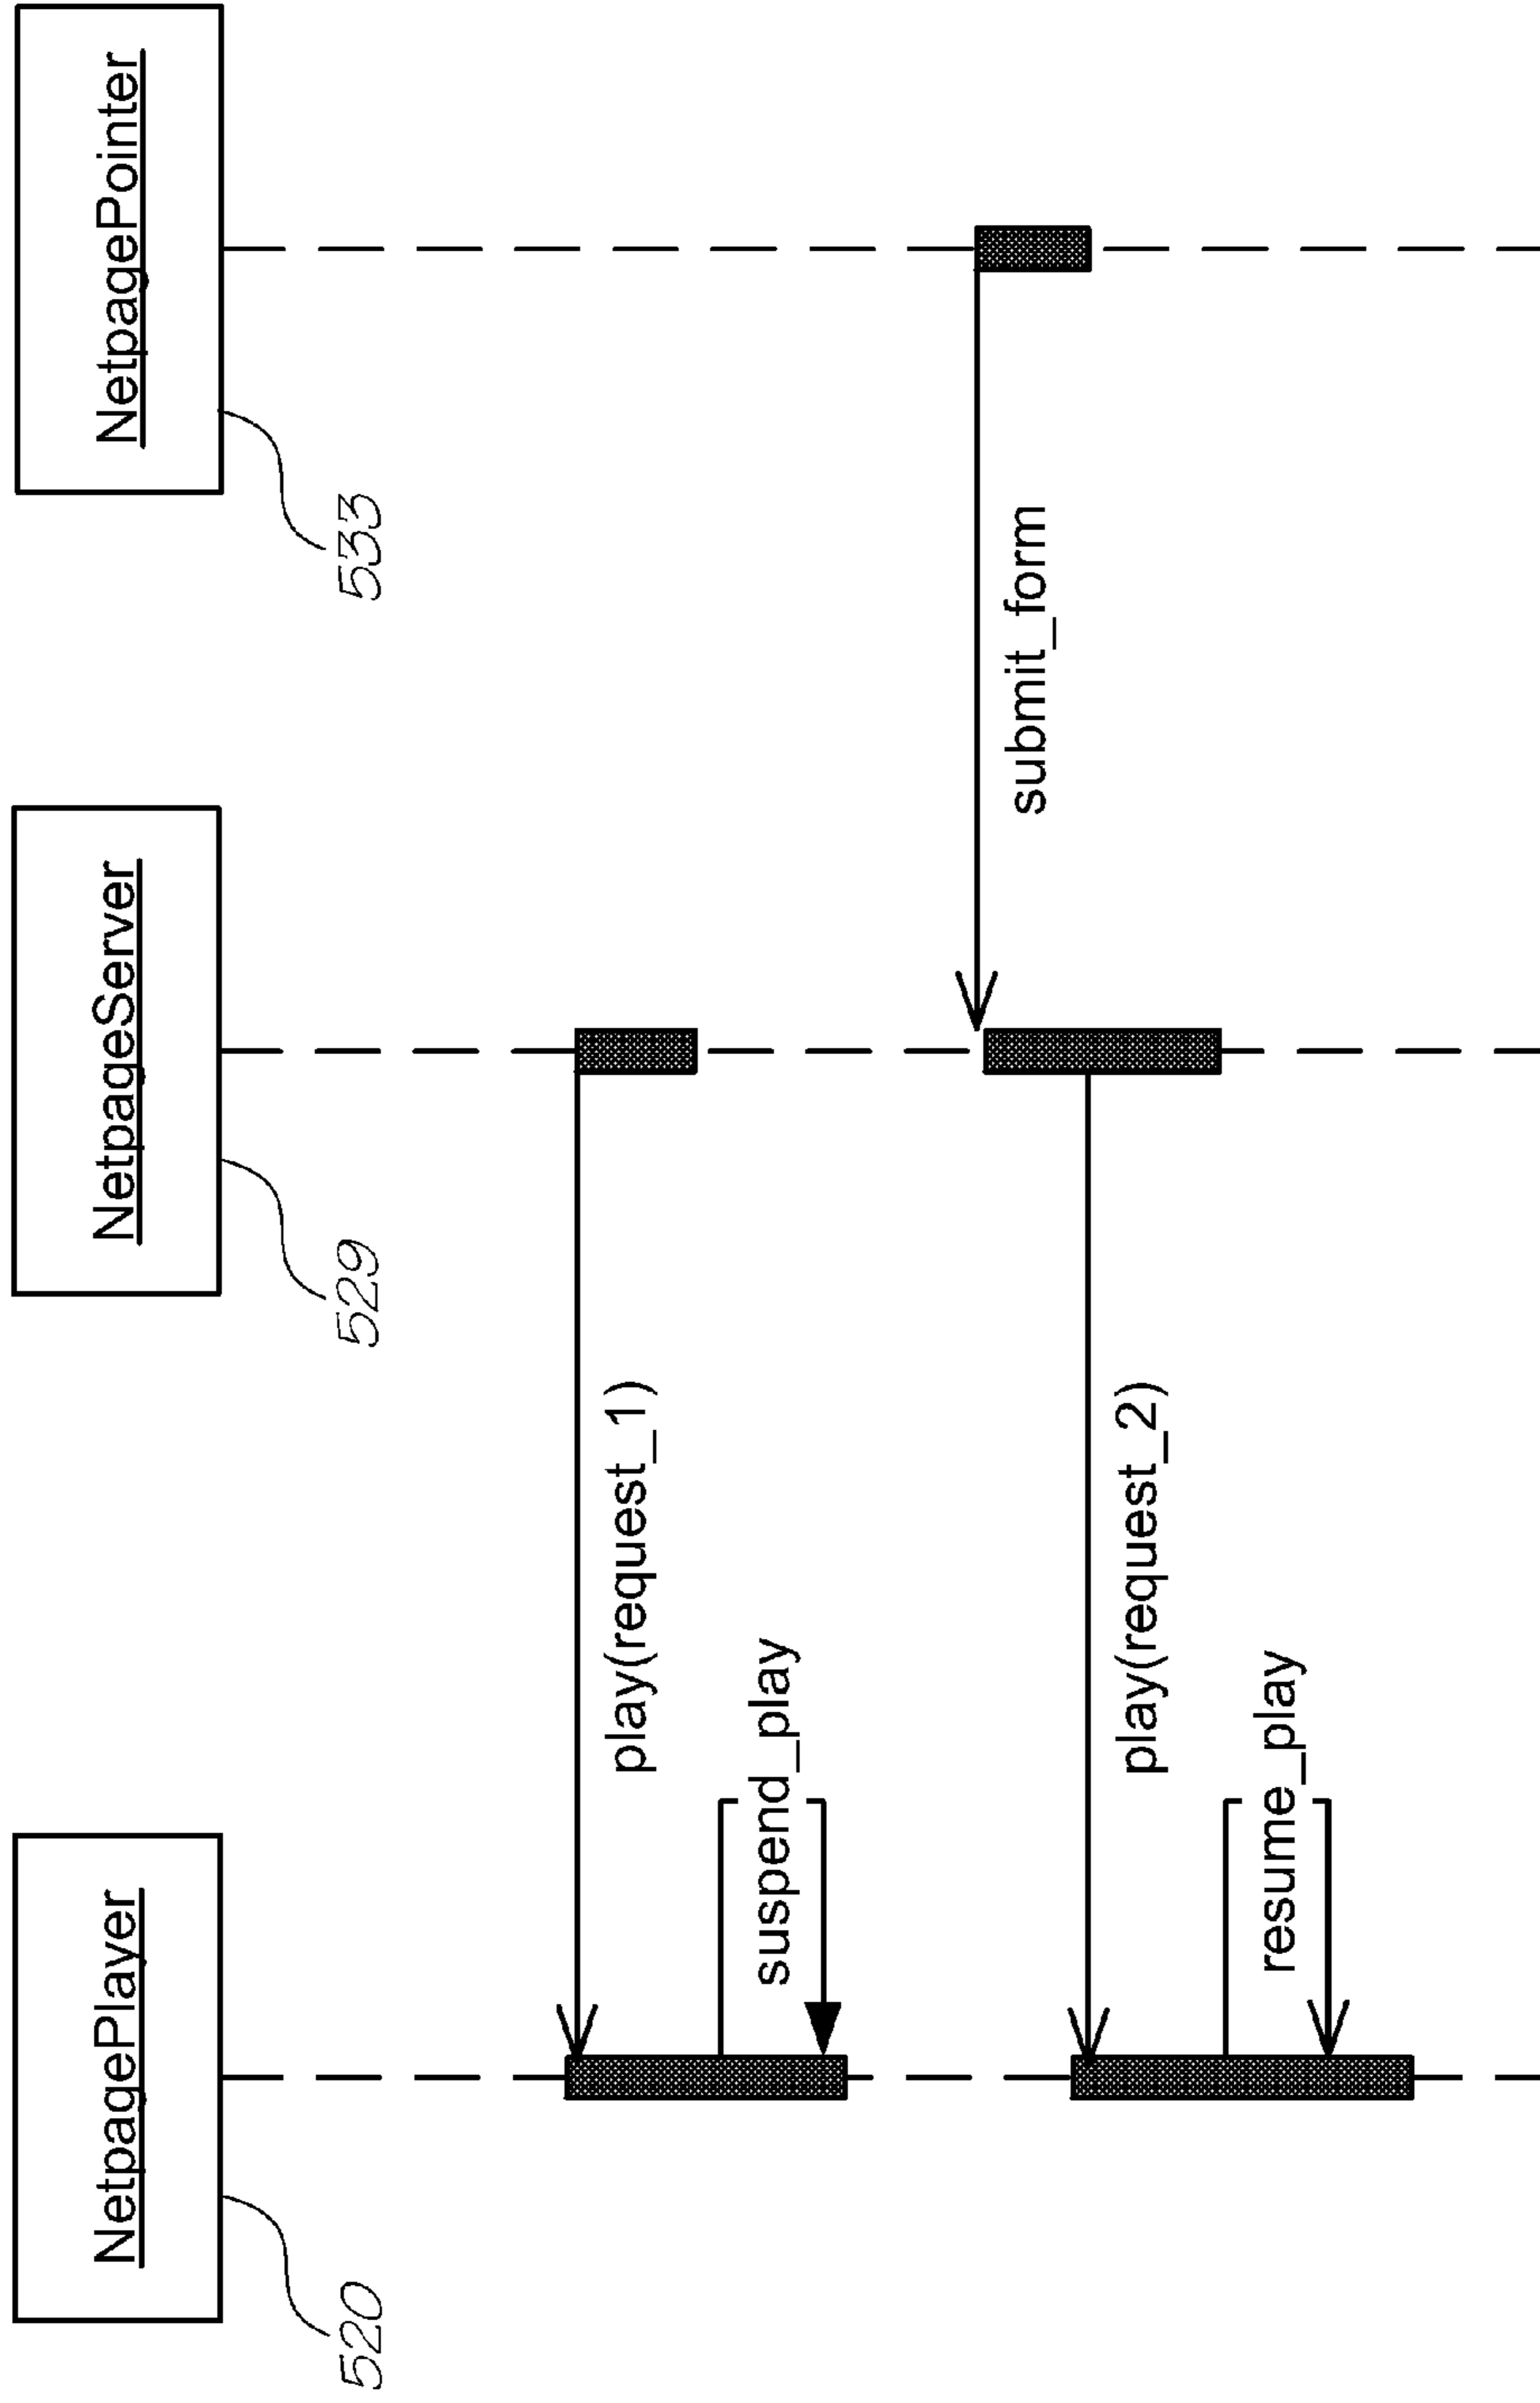 NetpagePlayer
NetpageServer
NetpagePointer
520
529
533
play(request_1)
suspend_play
submit_form
play(request_2)
resume_play